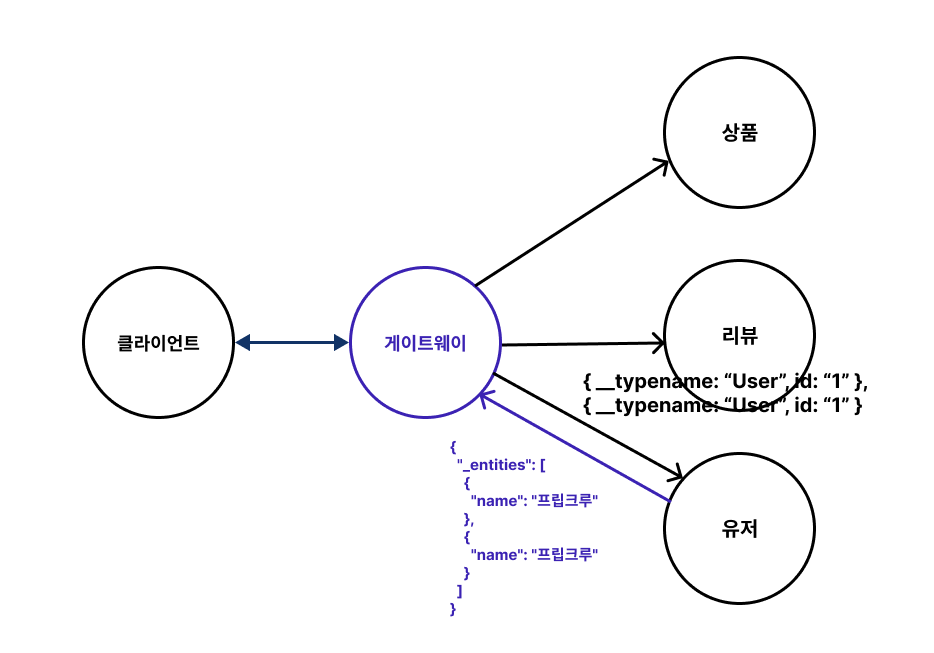 상품
클라이언트
게이트웨이
리뷰
{ __typename: “User”, id: “1” },
{ __typename: “User”, id: “1” }
{
"_entities": [
{
"name": "프립크루"
},
{
"name": "프립크루"
}
]
}
유저